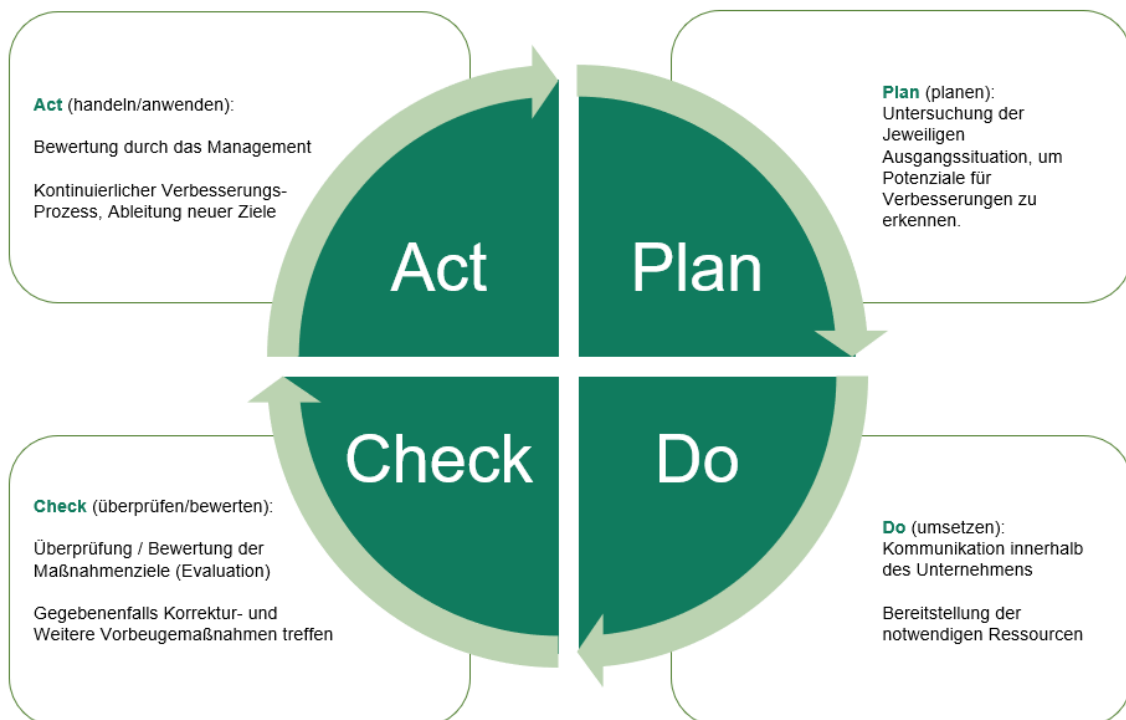 Act (handeln/anwenden):
Bewertung durch das Management
Kontinuierlicher Verbesserungs-
Prozess, Ableitung neuer Ziele
Plan (planen):
Untersuchung der
Jeweiligen
Ausgangssituation, um
Potenziale für
Verbesserungen zu
erkennen.
Act
Plan
Check
Do
Check (überprüfen/bewerten):
Überprüfung / Bewertung der
Maßnahmenziele (Evaluation)
Gegebenenfalls Korrektur- und
Weitere Vorbeugemaßnahmen treffen
Do (umsetzen):
Kommunikation innerhalb
des Unternehmens
Bereitstellung der
notwendigen Ressourcen